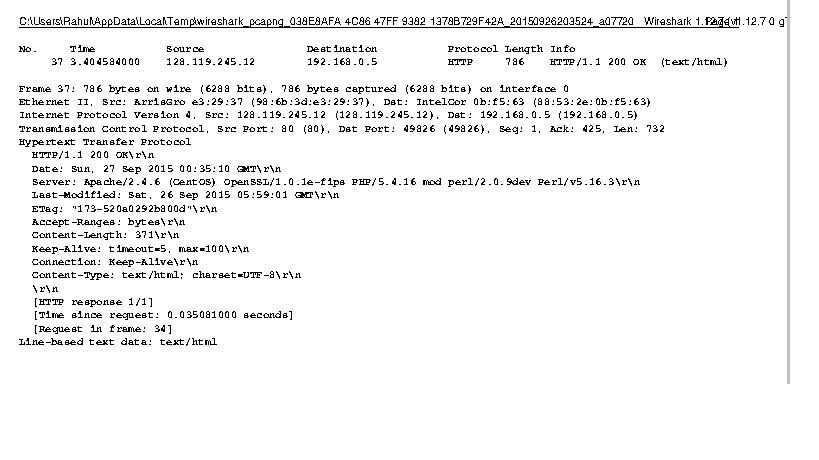 C:\Users\Rahul\AppData\Local\Temp\wireshark_pcapng_038E8AFA 4C86 47FF 9382 1378B729F42A_20150926203524_a07720 Wireshark
No. Time Source Destination Protocol Length Info
37 3.404584000 128.119.245.12 192.168.0.5 HTTP 786 HTTP/1.1 200 OK (text/html)
Frame 37: 786 bytes on wire (6288 bits), 786 bytes captured (6288 bits) on interface 0
Ethernet II, Src: ArrisGro e3:29:37 (98:6b:3d:e3:29:37), Dst: IntelCor 0b:f5:63 (88:53:2e:0b:f5:63)
Internet Protocol Version 4, Src: 128.119.245.12 (128.119.245.12), Dst: 192.168.0.5 (192.168.0.5)
Transmission Control Protocol, Src Port: 80 (80), Dst Port: 49826 (49826), Seq: 1, Ack: 425, Len: 732
Hypertext Transfer Protocol
HTTP/1.1 200 OK\r\n
Date: Sun, 27 Sep 2015 00:35:10 GMT\r\n
Server: Apache/2.4.6 (CentOS) OpenSSL/1.0.1e-fips PHP/5.4.16 mod perl/2.0.9dev Perl/v5.16.3\r\n
Last-Modified: Sat, 26 Sep 2015 05:59:01 GMT\r\n
ETag: "173-520a0292b800d"\r\n
Accept-Ranges: bytes\r\n
Content-Length: 371\r\n
Keep-Alive: timeout=5, max=100\r\n
Connection: Keep-Alive\r\n
Content-Type: text/html; charset=UTF-8\r\n
\r\n
[HTTP response 1/1]
[Time since request: 0.035081000 seconds]
[Request in frame: 34]
Line-based text data: text/html